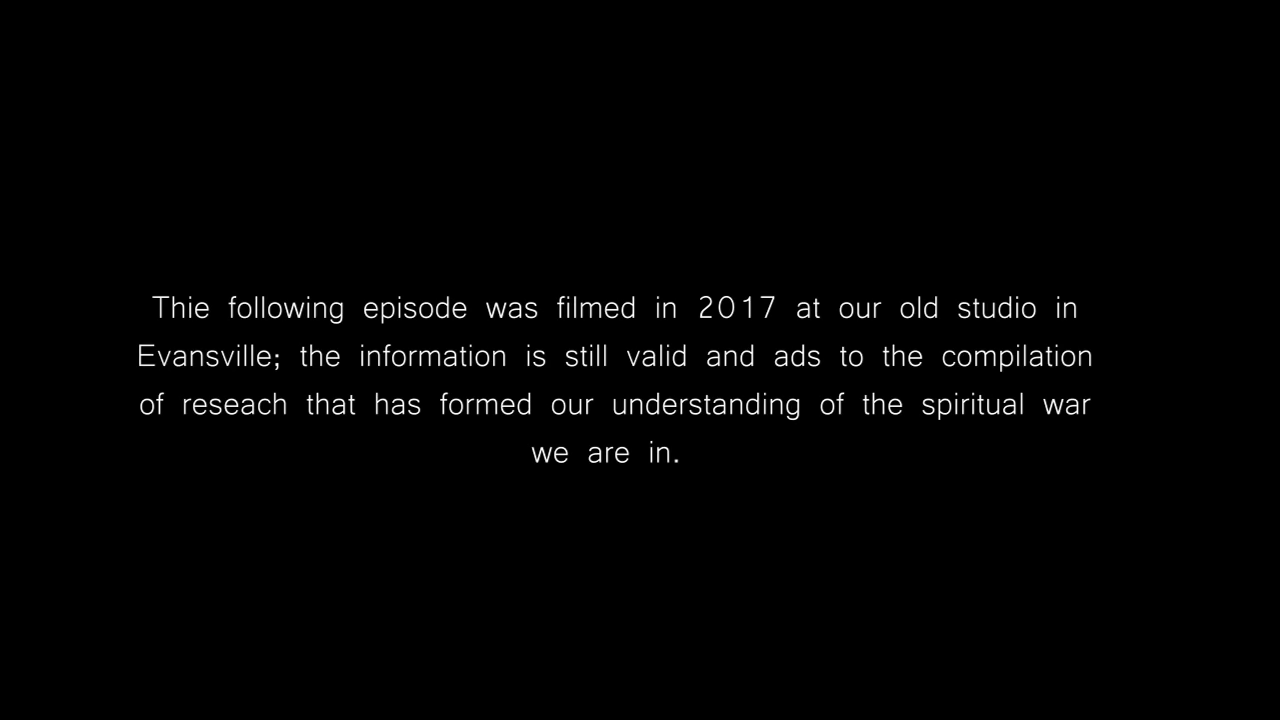 Thie following episode was filmed in 2017 at our old studio in
Evansville; the information is still valid and ads to the compilation
of reseach that has formed our understanding of the spiritual war
we are in.